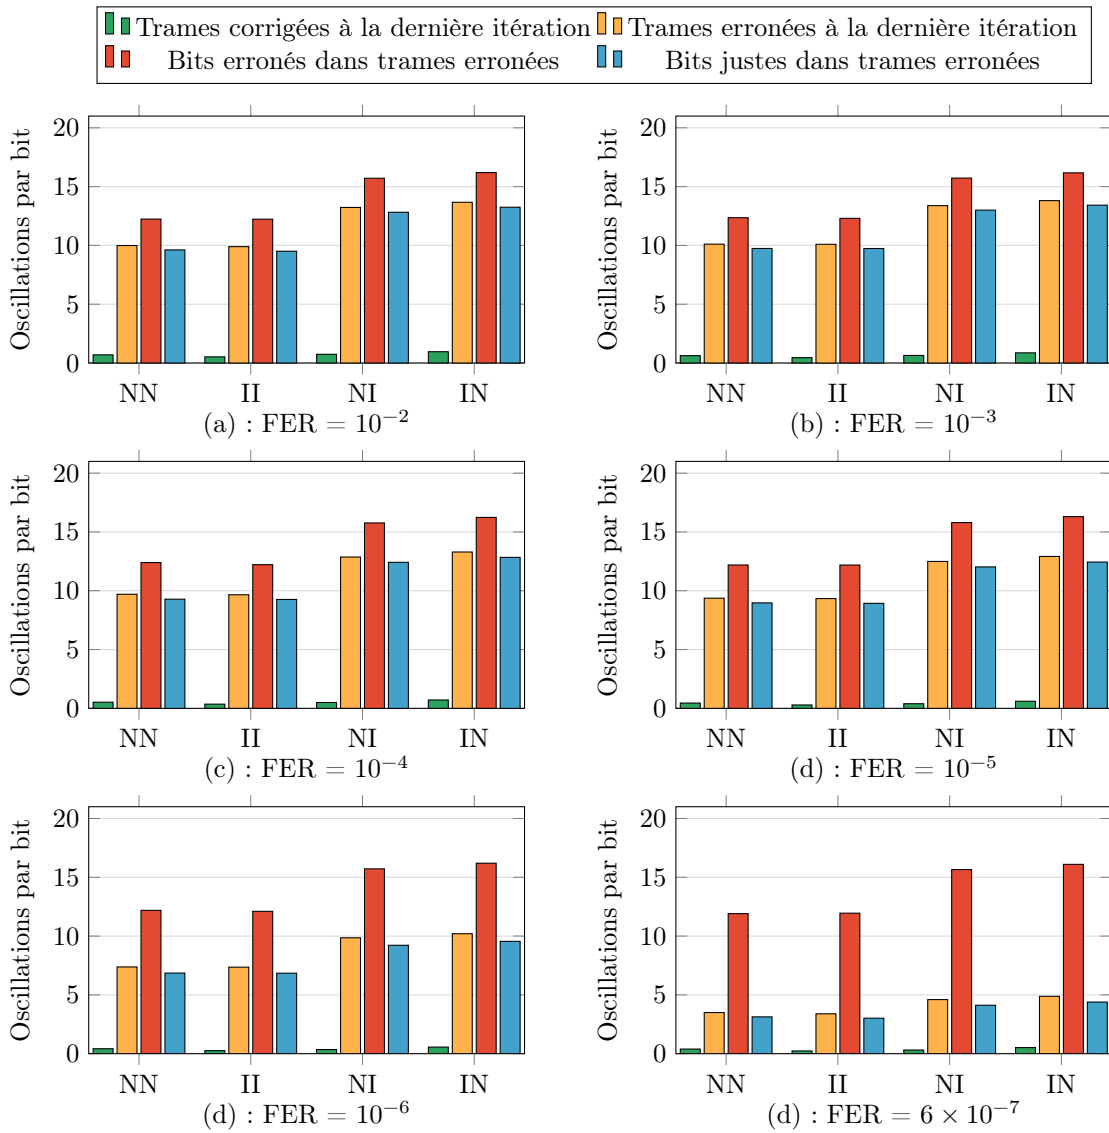 Trames corrigées à la dernière itération Trames erronées à la dernière itération
Bits erronés dans trames erronées Bits justes dans trames erronées
Oscillations par bit
20
15
10
5
0
NN II NI IN
(a) : FER = 10⁻²
Oscillations par bit
20
15
10
5
0
NN II NI IN
(b) : FER = 10⁻³
Oscillations par bit
20
15
10
5
0
NN II NI IN
(c) : FER = 10⁻⁴
Oscillations par bit
20
15
10
5
0
NN II NI IN
(d) : FER = 10⁻⁵
Oscillations par bit
20
15
10
5
0
NN II NI IN
(d) : FER = 10⁻⁶
Oscillations par bit
20
15
10
5
0
NN II NI IN
(d) : FER = 6 × 10⁻⁷